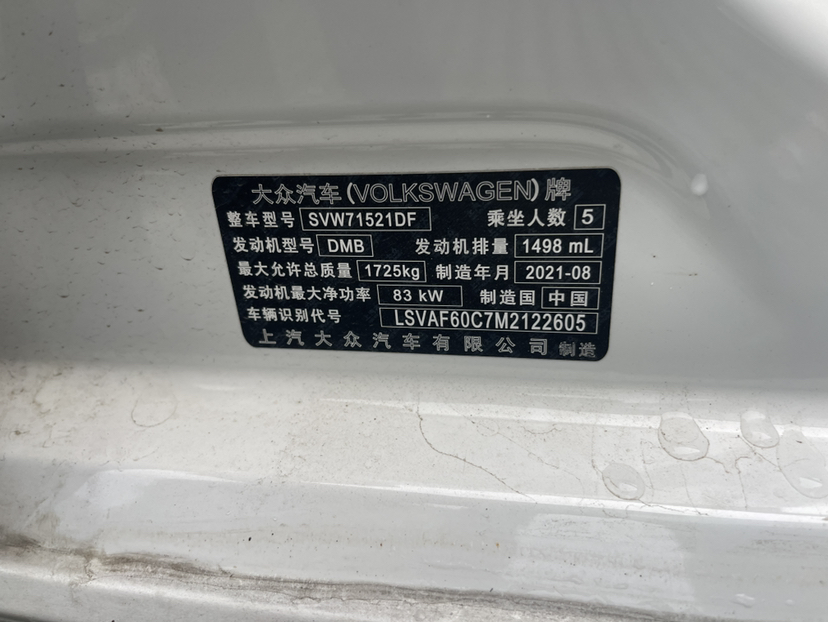 大众汽车(VOLKSWAGEN)牌
整车型号 SVW71521DF 乘坐人数 5
发动机型号 DMB 发动机排量 1498 mL
最大允许总质量 1725kg 制造年月 2021-08
发动机最大净功率 83 kW 制造国 中国
车辆识别代号 LSVAF60C7M2122605
上汽大众汽车有限公司 制造